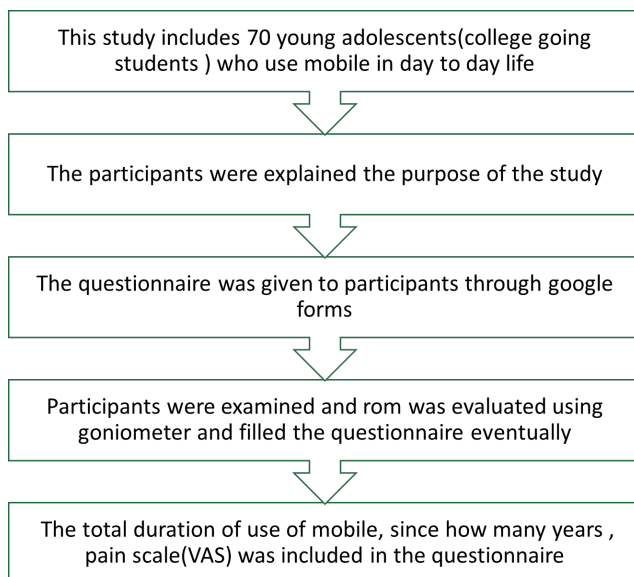 This study includes 70 young adolescents(college going
students ) who use mobile in day to day life
The participants were explained the purpose of the study
The questionnaire was given to participants through google
forms
Participants were examined and rom was evaluated using
goniometer and filled the questionnaire eventually
The total duration of use of mobile, since how many years ,
pain scale(VAS) was included in the questionnaire